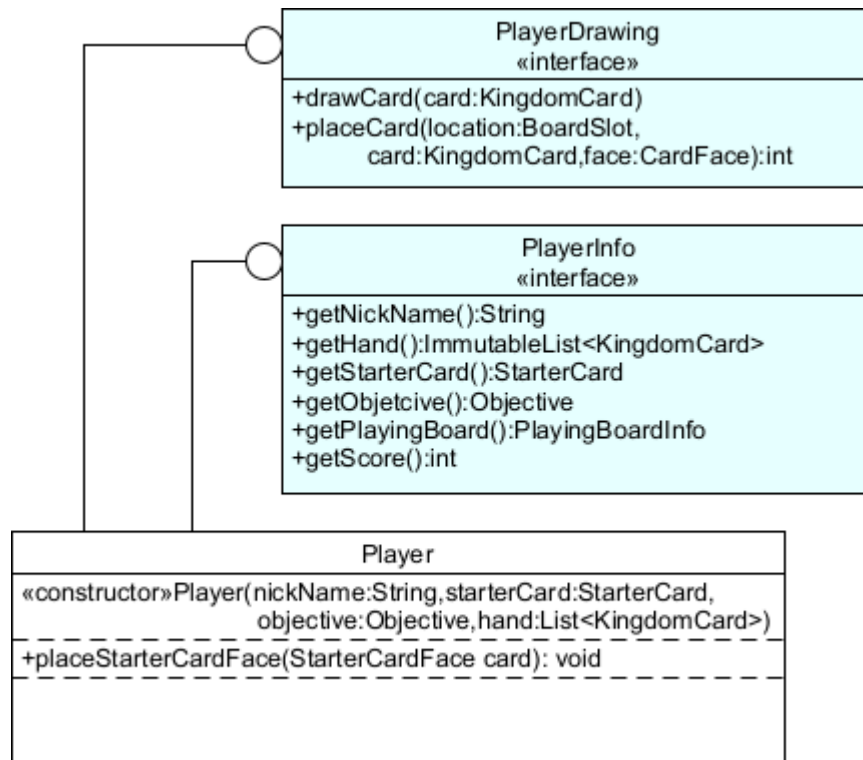 PlayerDrawing
«interface»
+drawCard(card:KingdomCard)
+placeCard(location:BoardSlot,
card:KingdomCard,face:CardFace):int
PlayerInfo
«interface»
+getNickName():String
+getHand():ImmutableList<KingdomCard>
+getStarterCard():StarterCard
+getObjetcive():Objective
+getPlayingBoard():PlayingBoardInfo
+getScore():int
Player
«constructor»Player(nickName:String,starterCard:StarterCard,
objective:Objective,hand:List<KingdomCard>)
+placeStarterCardFace(StarterCardFace card): void